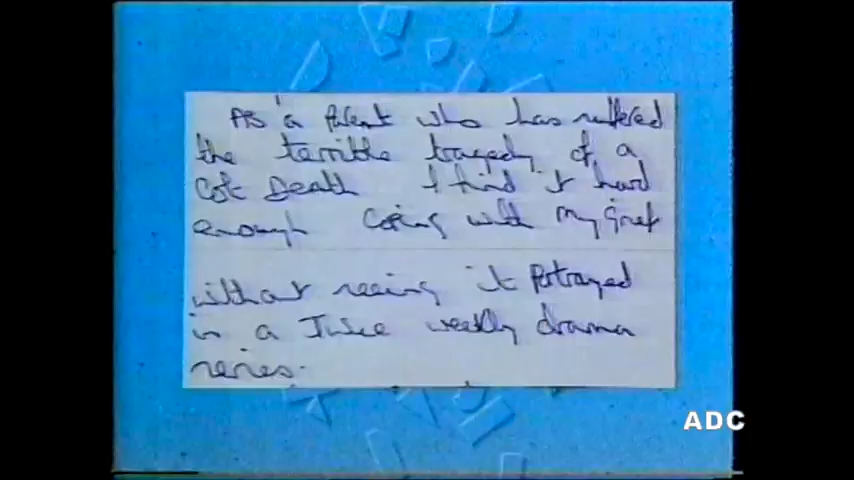 As a Parent who has suffered
the terrible tragedy of a
Cot Death I find it hard
enough Coping with my grief
without seeing it Portrayed
in a Twice weekly drama
series.
ADC